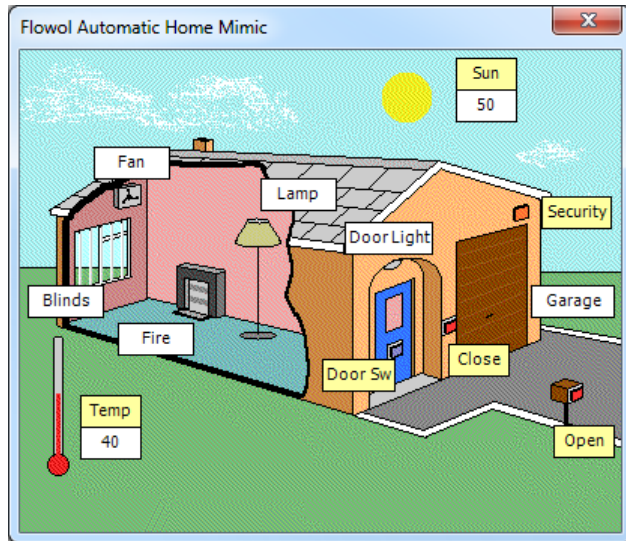 Flowol Automatic Home Mimic
Sun
50
Fan
Lamp
Security
Door Light
Blinds
Garage
Fire
Close
Door Sw
Temp
40
Open